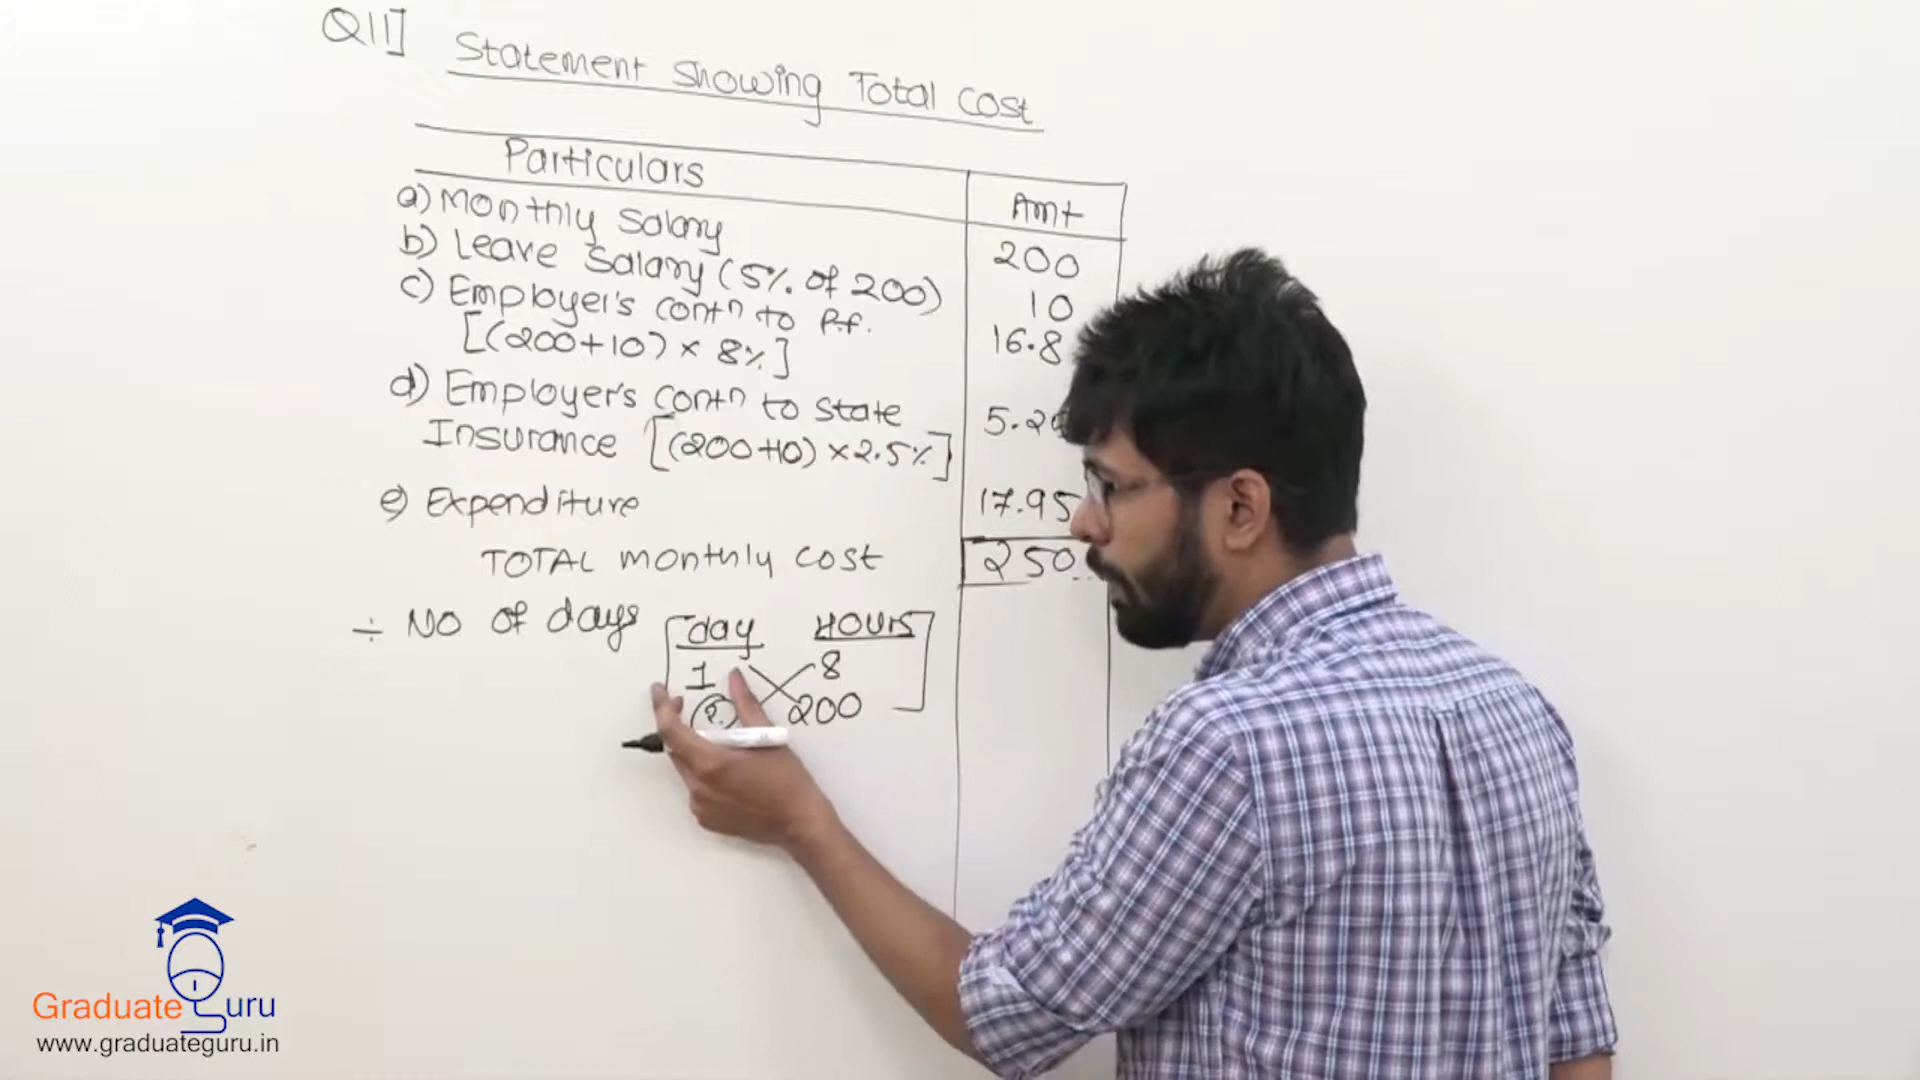 Q11]
Statement Showing Total Cost
Particulars
Amt
a) Monthly Salary
200
b) Leave Salary (5% of 200)
10
c) Employer's contn to P.f.
[(200+10) × 8%]
16.8
d) Employer's contn to State
Insurance [(200+10) × 2.5%]
e) Expenditure
17.95
TOTAL monthly cost
250
÷ No of days
day HOURS
1 8
(?) 200
Graduate Guru
www.graduateguru.in